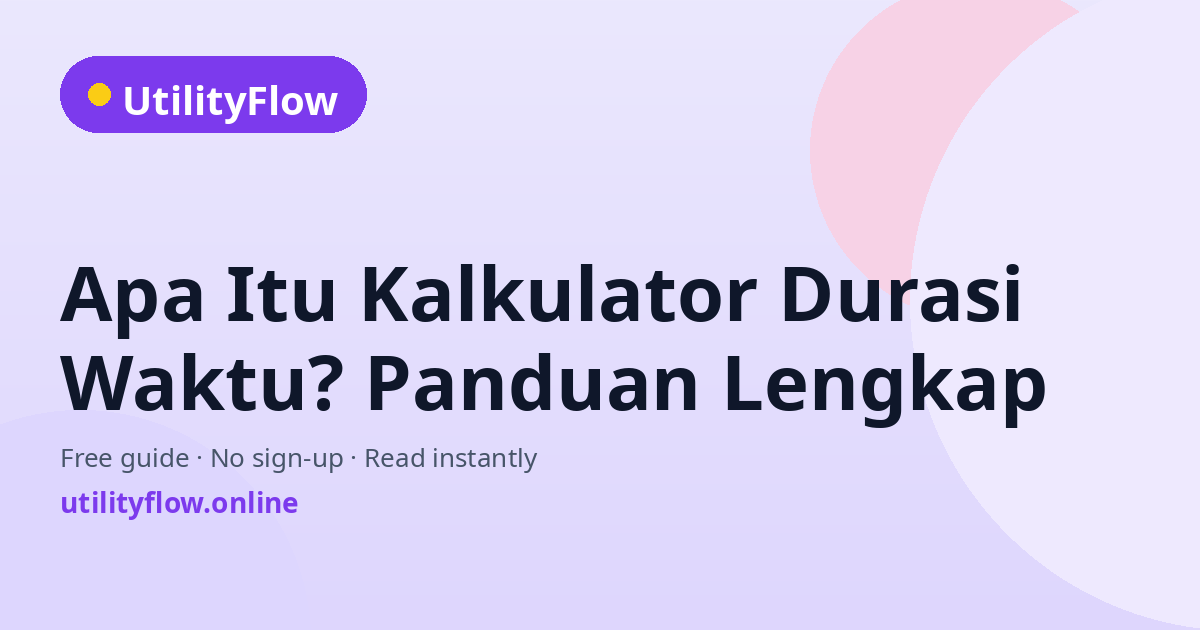 UtilityFlow
Apa Itu Kalkulator Durasi
Waktu? Panduan Lengkap
Free guide · No sign-up · Read instantly
utilityflow.online